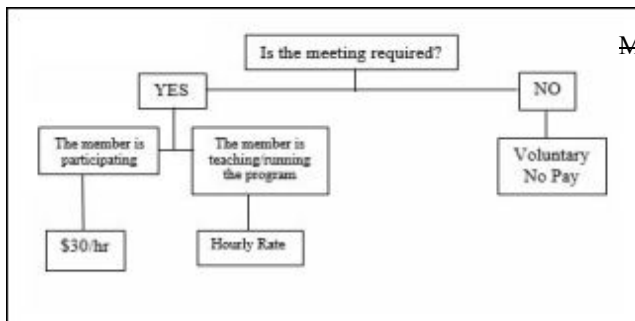 Is the meeting required?
YES
NO
The member is
participating
The member is
teaching/running
the program
Voluntary
No Pay
$30/hr
Hourly Rate
M